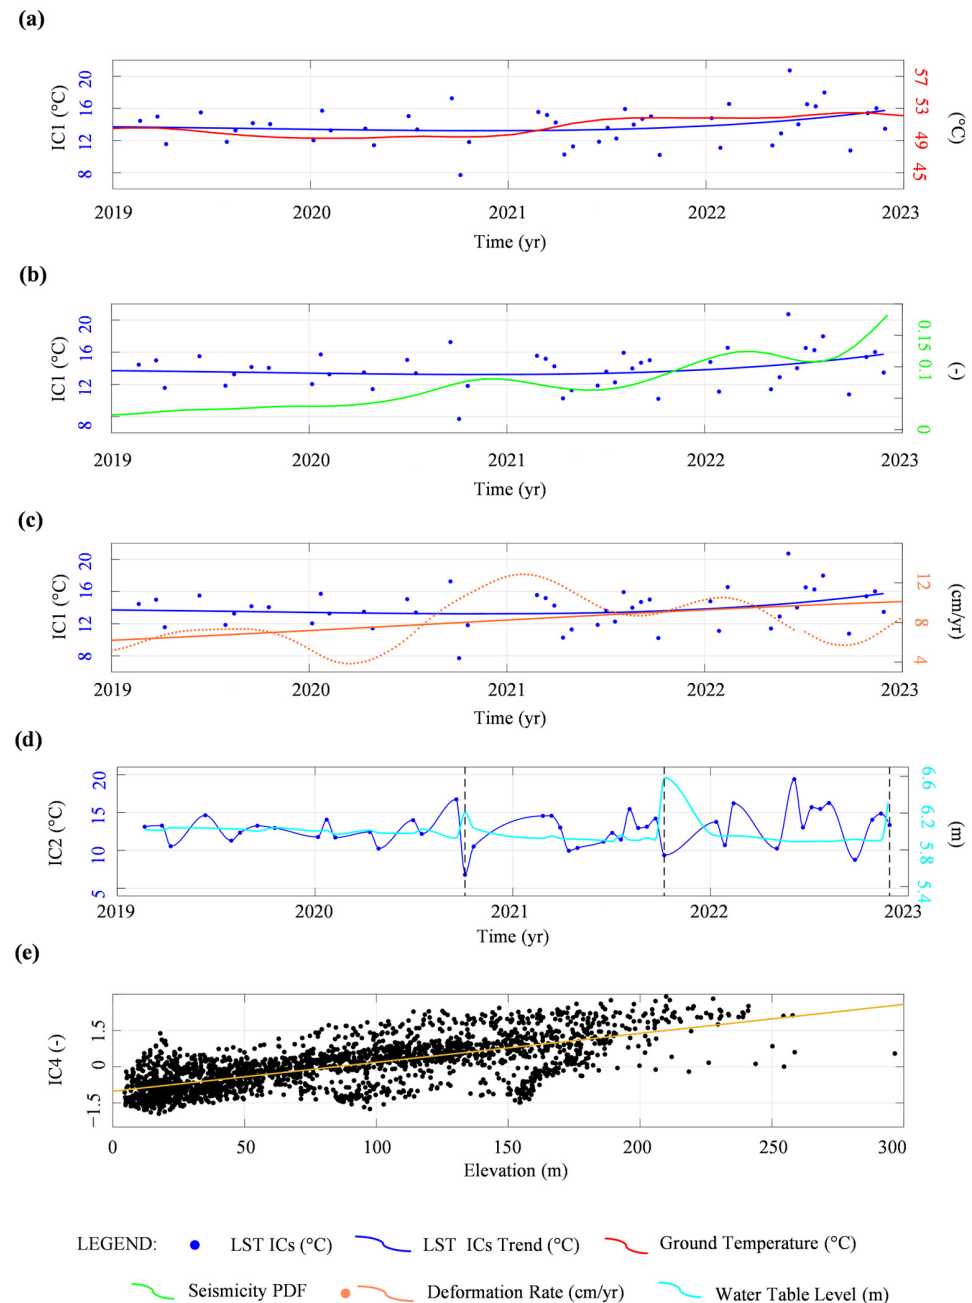 (a)
IC1 (°C)
20
16
12
8
57
53
49
45
(°C)
2019 2020 2021 2022 2023
Time (yr)
(b)
IC1 (°C)
20
16
12
8
0.15
0.1
0
(-)
2019 2020 2021 2022 2023
Time (yr)
(c)
IC1 (°C)
20
16
12
8
12
8
4
(cm/yr)
2019 2020 2021 2022 2023
Time (yr)
(d)
IC2 (°C)
20
15
10
5
6.6
6.2
5.8
5.4
(m)
2019 2020 2021 2022 2023
Time (yr)
(e)
IC4 (-)
1.5
0
−1.5
0 50 100 150 200 250 300
Elevation (m)
LEGEND: LST ICs (°C) LST ICs Trend (°C) Ground Temperature (°C)
Seismicity PDF Deformation Rate (cm/yr) Water Table Level (m)